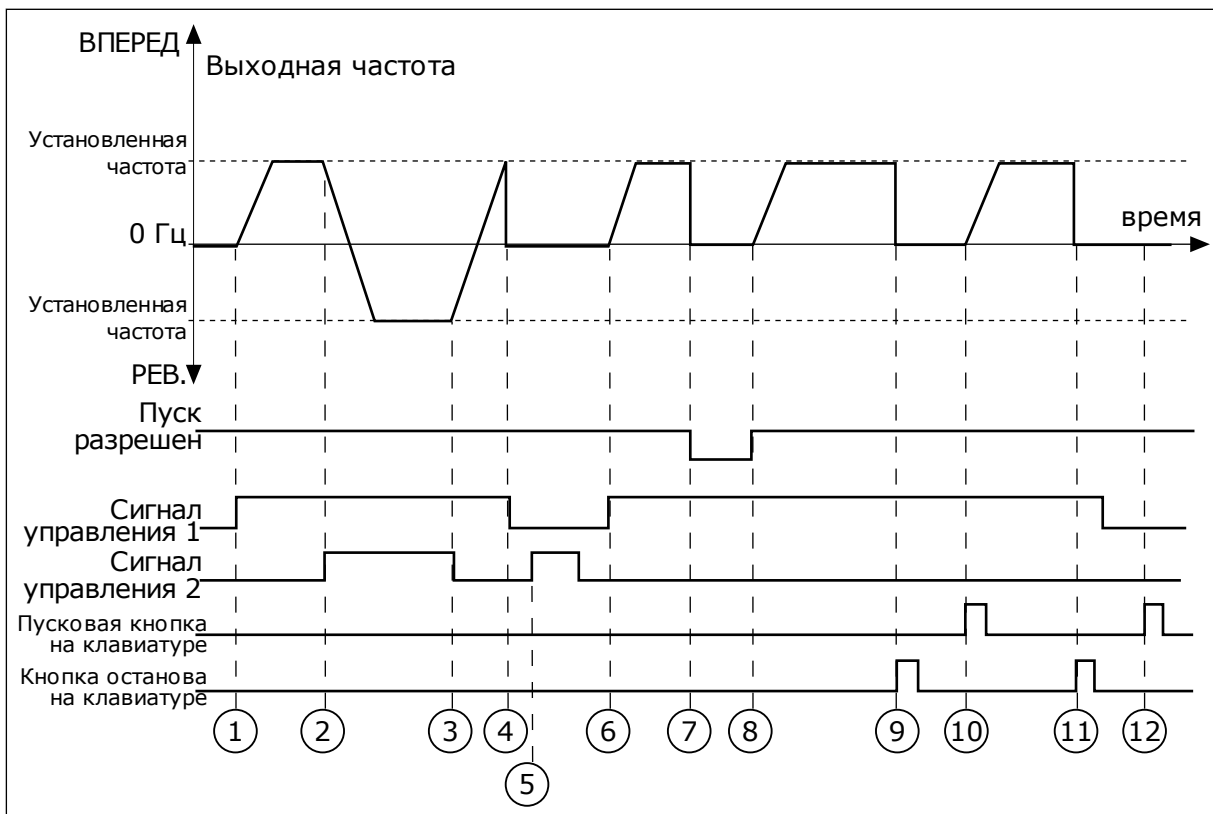 ВПЕРЕД
Выходная частота
Установленная
частота
0 Гц
время
Установленная
частота
РЕВ.
Пуск
разрешен
Сигнал
управления 1
Сигнал
управления 2
Пусковая кнопка
на клавиатуре
Кнопка останова
на клавиатуре
1 2 3 4 6 7 8 9 10 11 12
5